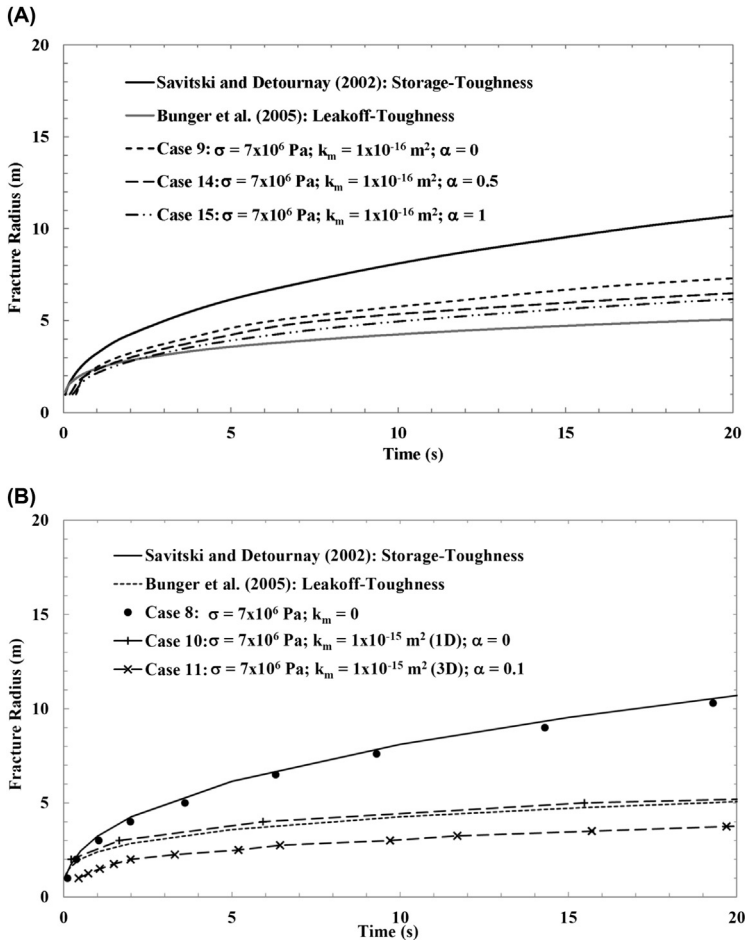 (A)
20
15
10
5
0
Fracture Radius (m)
Savitski and Detournay (2002): Storage-Toughness
Bunger et al. (2005): Leakoff-Toughness
Case 9: σ = 7x10⁶ Pa; kₘ = 1x10⁻¹⁶ m²; α = 0
Case 14: σ = 7x10⁶ Pa; kₘ = 1x10⁻¹⁶ m²; α = 0.5
Case 15: σ = 7x10⁶ Pa; kₘ = 1x10⁻¹⁶ m²; α = 1
0 5 10 15 20
Time (s)
(B)
20
15
10
5
0
Fracture Radius (m)
Savitski and Detournay (2002): Storage-Toughness
Bunger et al. (2005): Leakoff-Toughness
Case 8: σ = 7x10⁶ Pa; kₘ = 0
Case 10: σ = 7x10⁶ Pa; kₘ = 1x10⁻¹⁵ m² (1D); α = 0
Case 11: σ = 7x10⁶ Pa; kₘ = 1x10⁻¹⁵ m² (3D); α = 0.1
0 5 10 15 20
Time (s)